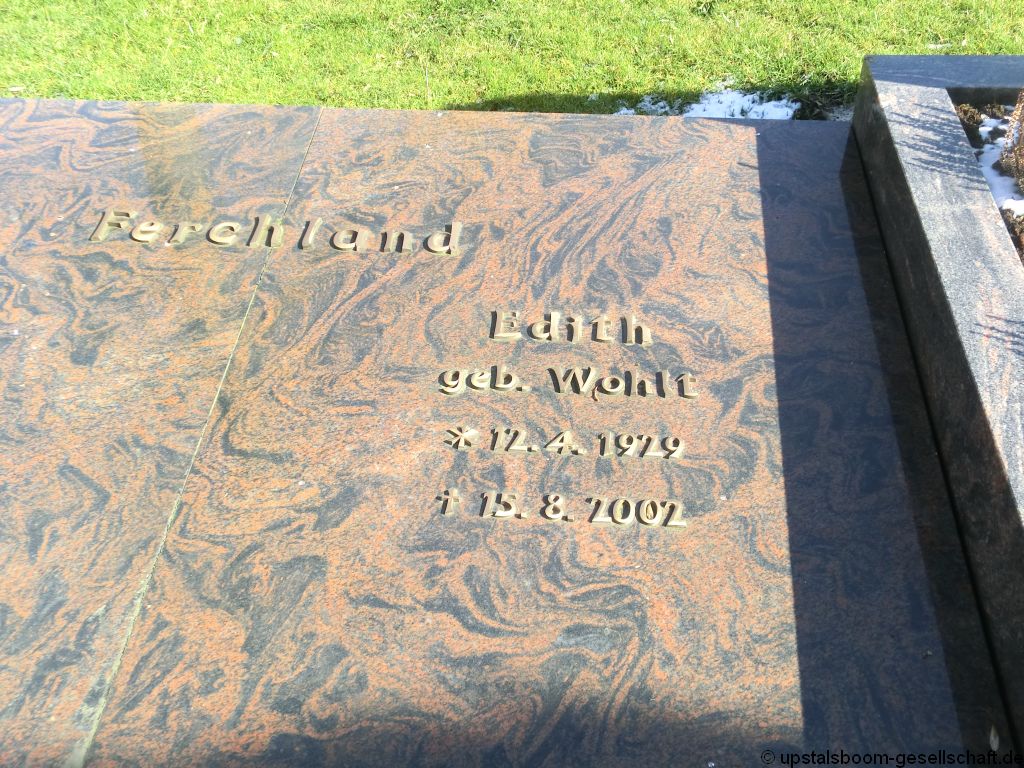 Ferchland
Edith
geb. Wohlt
* 12. 4. 1929
† 15. 8. 2002
© upstalsboom-gesellschaft.de